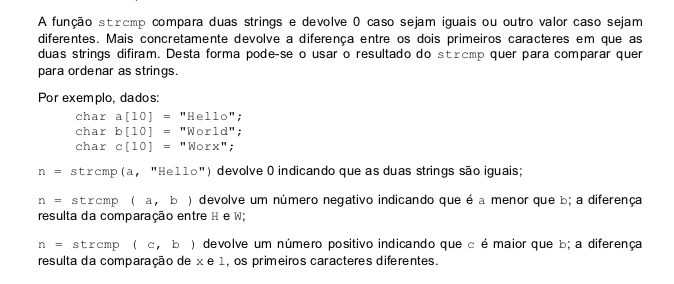 A função strcmp compara duas strings e devolve 0 caso sejam iguais ou outro valor caso sejam
diferentes. Mais concretamente devolve a diferença entre os dois primeiros caracteres em que as
duas strings difiram. Desta forma pode-se o usar o resultado do strcmp quer para comparar quer
para ordenar as strings.
Por exemplo, dados:
char a[10] = "Hello";
char b[10] = "World";
char c[10] = "Worx";
n = strcmp(a, "Hello") devolve 0 indicando que as duas strings são iguais;
n = strcmp ( a, b ) devolve um número negativo indicando que é a menor que b; a diferença
resulta da comparação entre H e W;
n = strcmp ( c, b ) devolve um número positivo indicando que c é maior que b; a diferença
resulta da comparação de x e l, os primeiros caracteres diferentes.